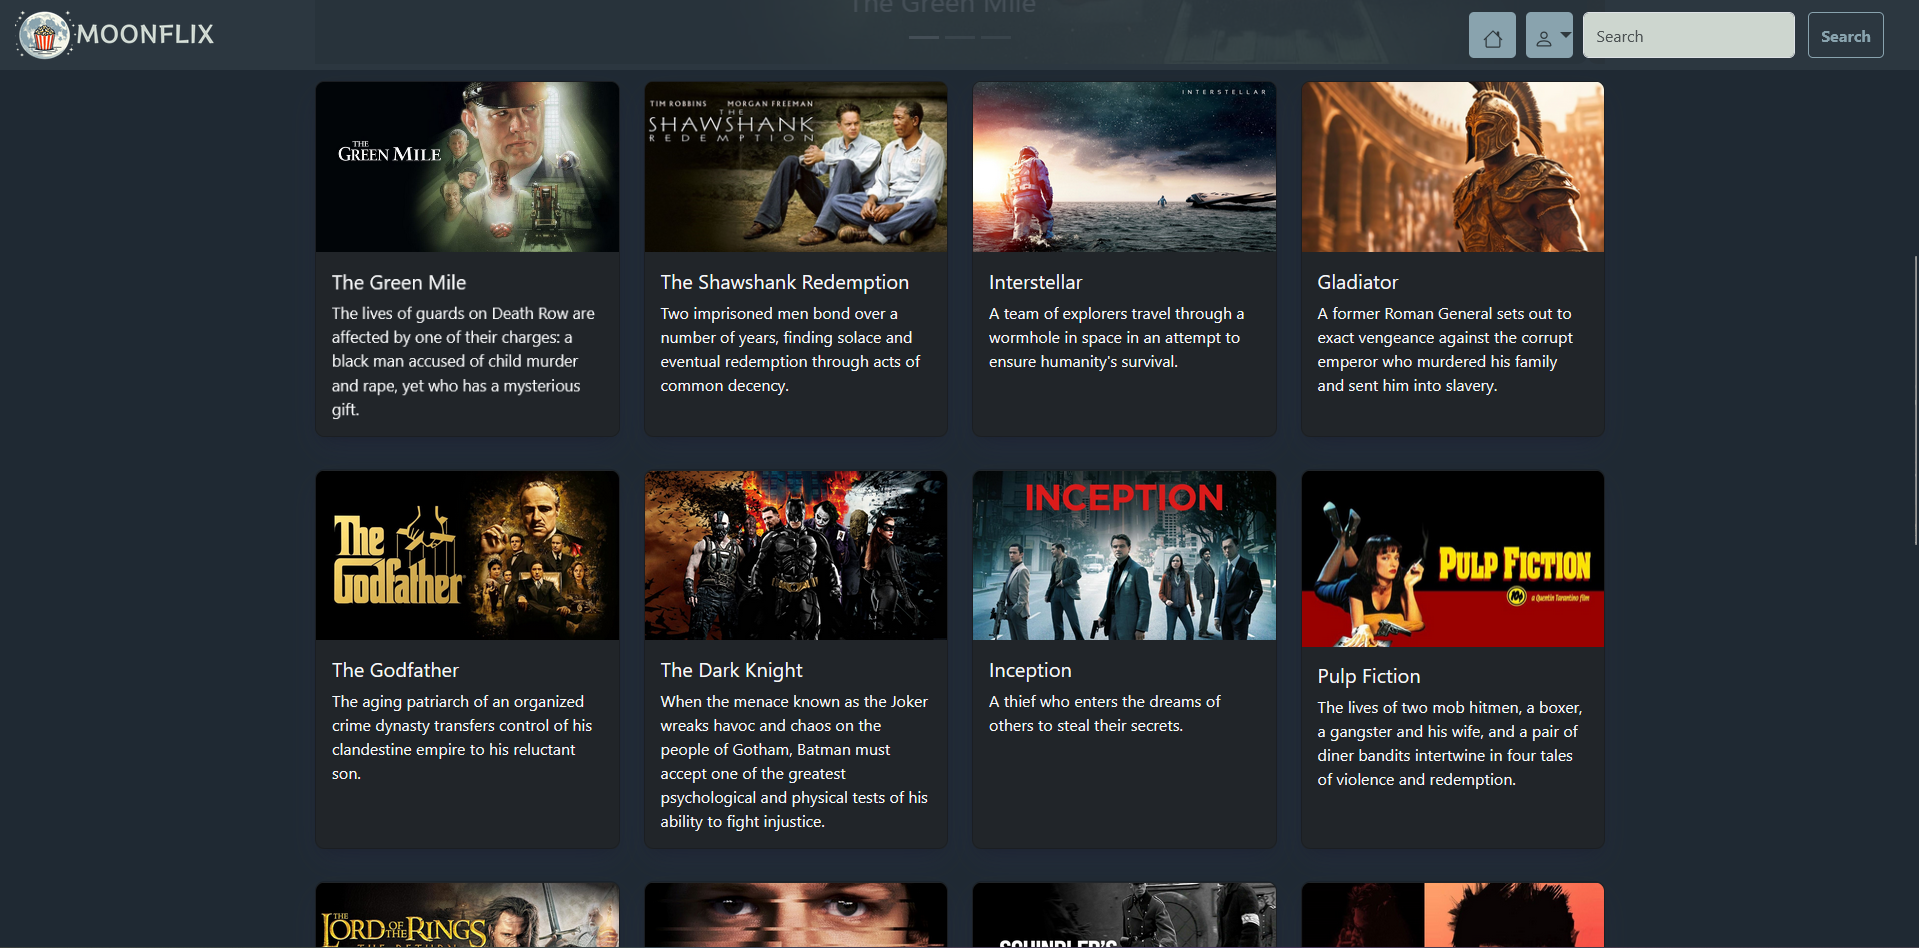 The Green Mile
MOONFLIX
Search
Search
THE
GREEN MILE
TIM ROBBINS MORGAN FREEMAN
THE
SHAWSHANK
REDEMPTION
INTERSTELLAR
The Green Mile
The lives of guards on Death Row are
affected by one of their charges: a
black man accused of child murder
and rape, yet who has a mysterious
gift.
The Shawshank Redemption
Two imprisoned men bond over a
number of years, finding solace and
eventual redemption through acts of
common decency.
Interstellar
A team of explorers travel through a
wormhole in space in an attempt to
ensure humanity's survival.
Gladiator
A former Roman General sets out to
exact vengeance against the corrupt
emperor who murdered his family
and sent him into slavery.
The
Godfather
INCEPTION
PULP FICTION
a Quentin Tarantino film
The Godfather
The aging patriarch of an organized
crime dynasty transfers control of his
clandestine empire to his reluctant
son.
The Dark Knight
When the menace known as the Joker
wreaks havoc and chaos on the
people of Gotham, Batman must
accept one of the greatest
psychological and physical tests of his
ability to fight injustice.
Inception
A thief who enters the dreams of
others to steal their secrets.
Pulp Fiction
The lives of two mob hitmen, a boxer,
a gangster and his wife, and a pair of
diner bandits intertwine in four tales
of violence and redemption.
THE
LORD OF THE RINGS
THE RETURN
SCHINDLER'S